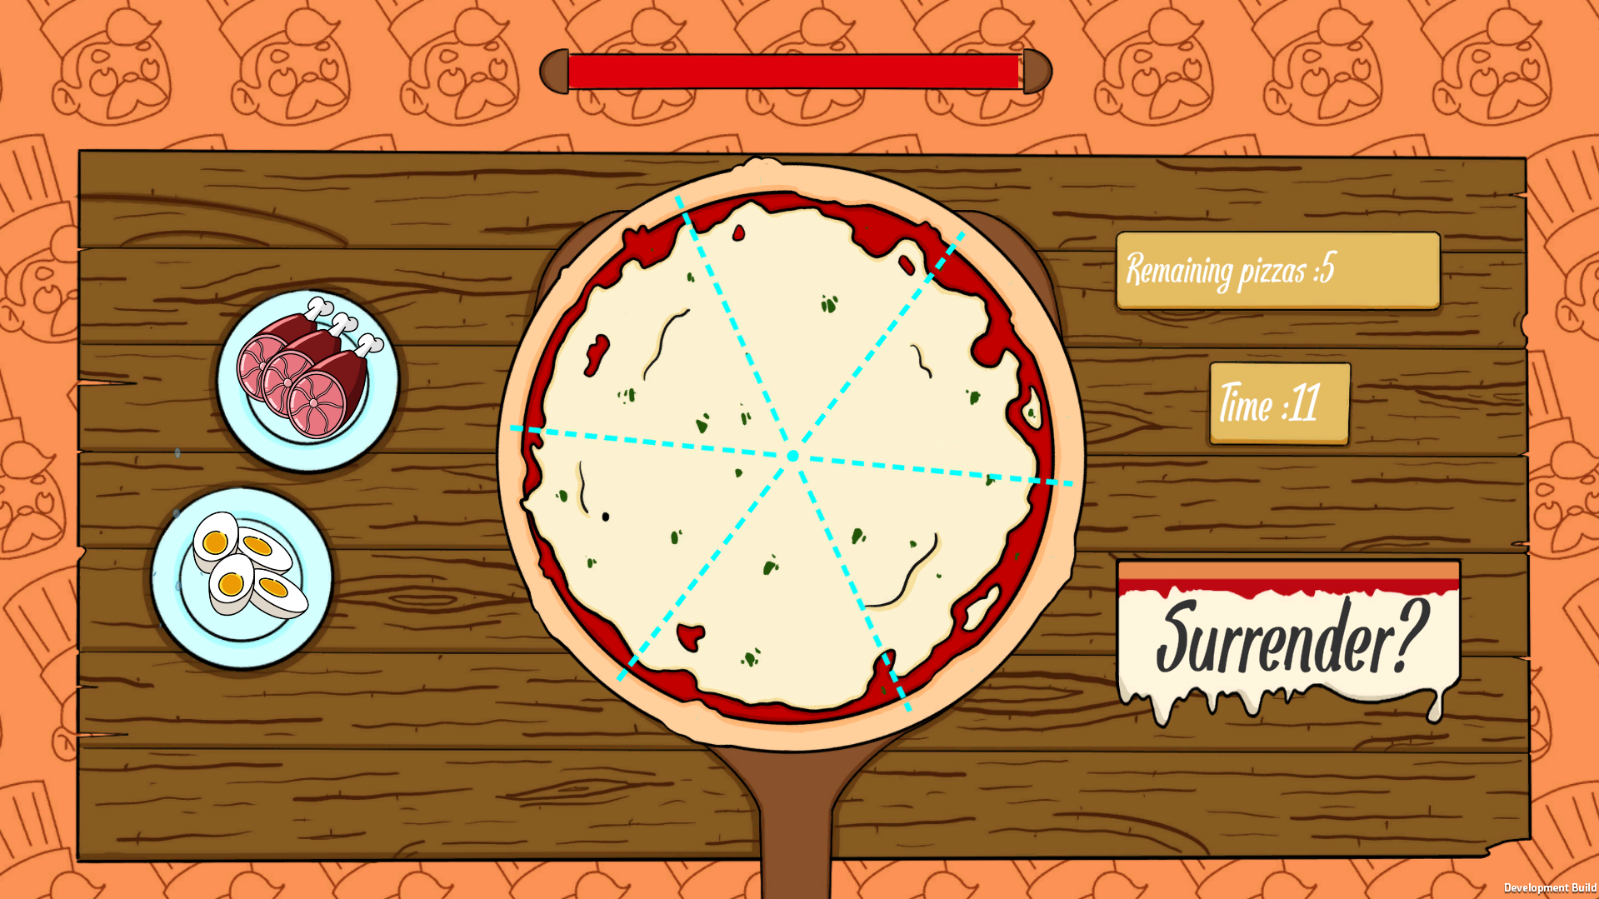 Remaining pizzas :5
Time :11
Surrender?
Development Build